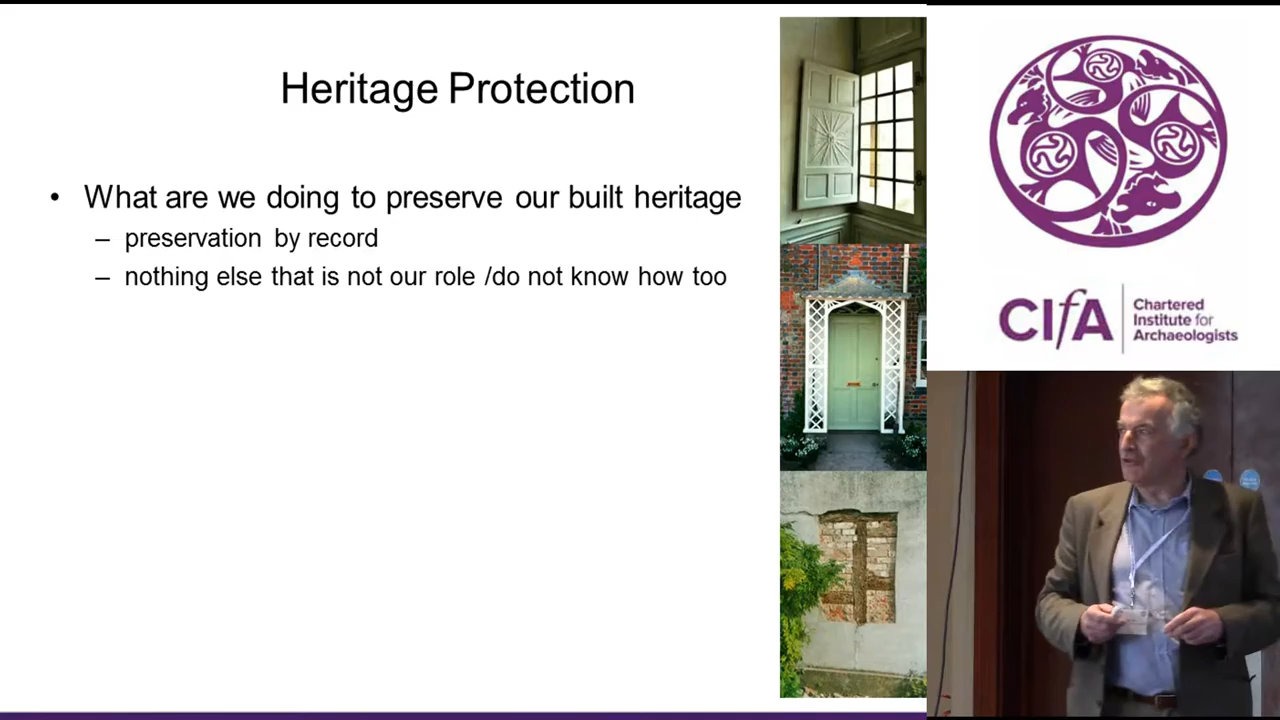 Heritage Protection
• What are we doing to preserve our built heritage
– preservation by record
– nothing else that is not our role /do not know how too
CIfA
Chartered
Institute for
Archaeologists